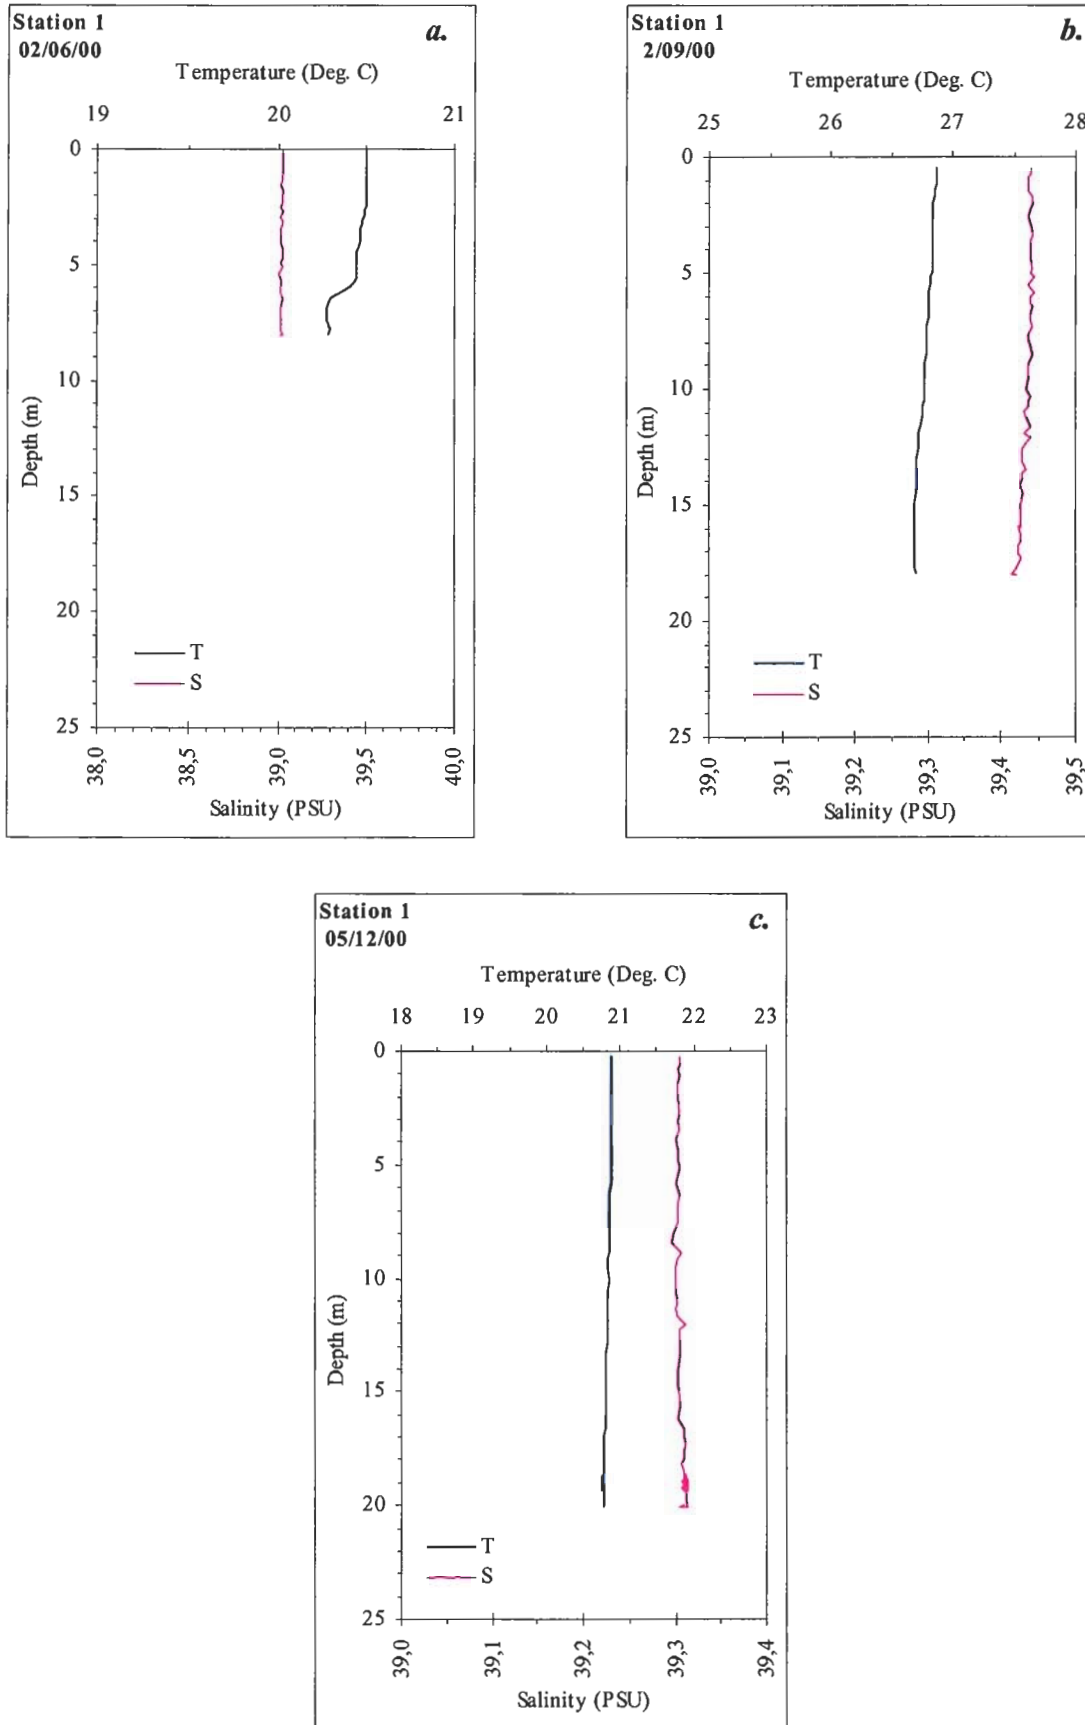 Station 1
a.
02/06/00
Temperature (Deg. C)
19 20 21
0
5
10
15
20
25
Depth (m)
T
S
38,0 38,5 39,0 39,5 40,0
Salinity (PSU)
Station 1
b.
2/09/00
Temperature (Deg. C)
25 26 27 28
0
5
10
15
20
25
Depth (m)
T
S
39,0 39,1 39,2 39,3 39,4 39,5
Salinity (PSU)
Station 1
c.
05/12/00
Temperature (Deg. C)
18 19 20 21 22 23
0
5
10
15
20
25
Depth (m)
T
S
39,0 39,1 39,2 39,3 39,4
Salinity (PSU)